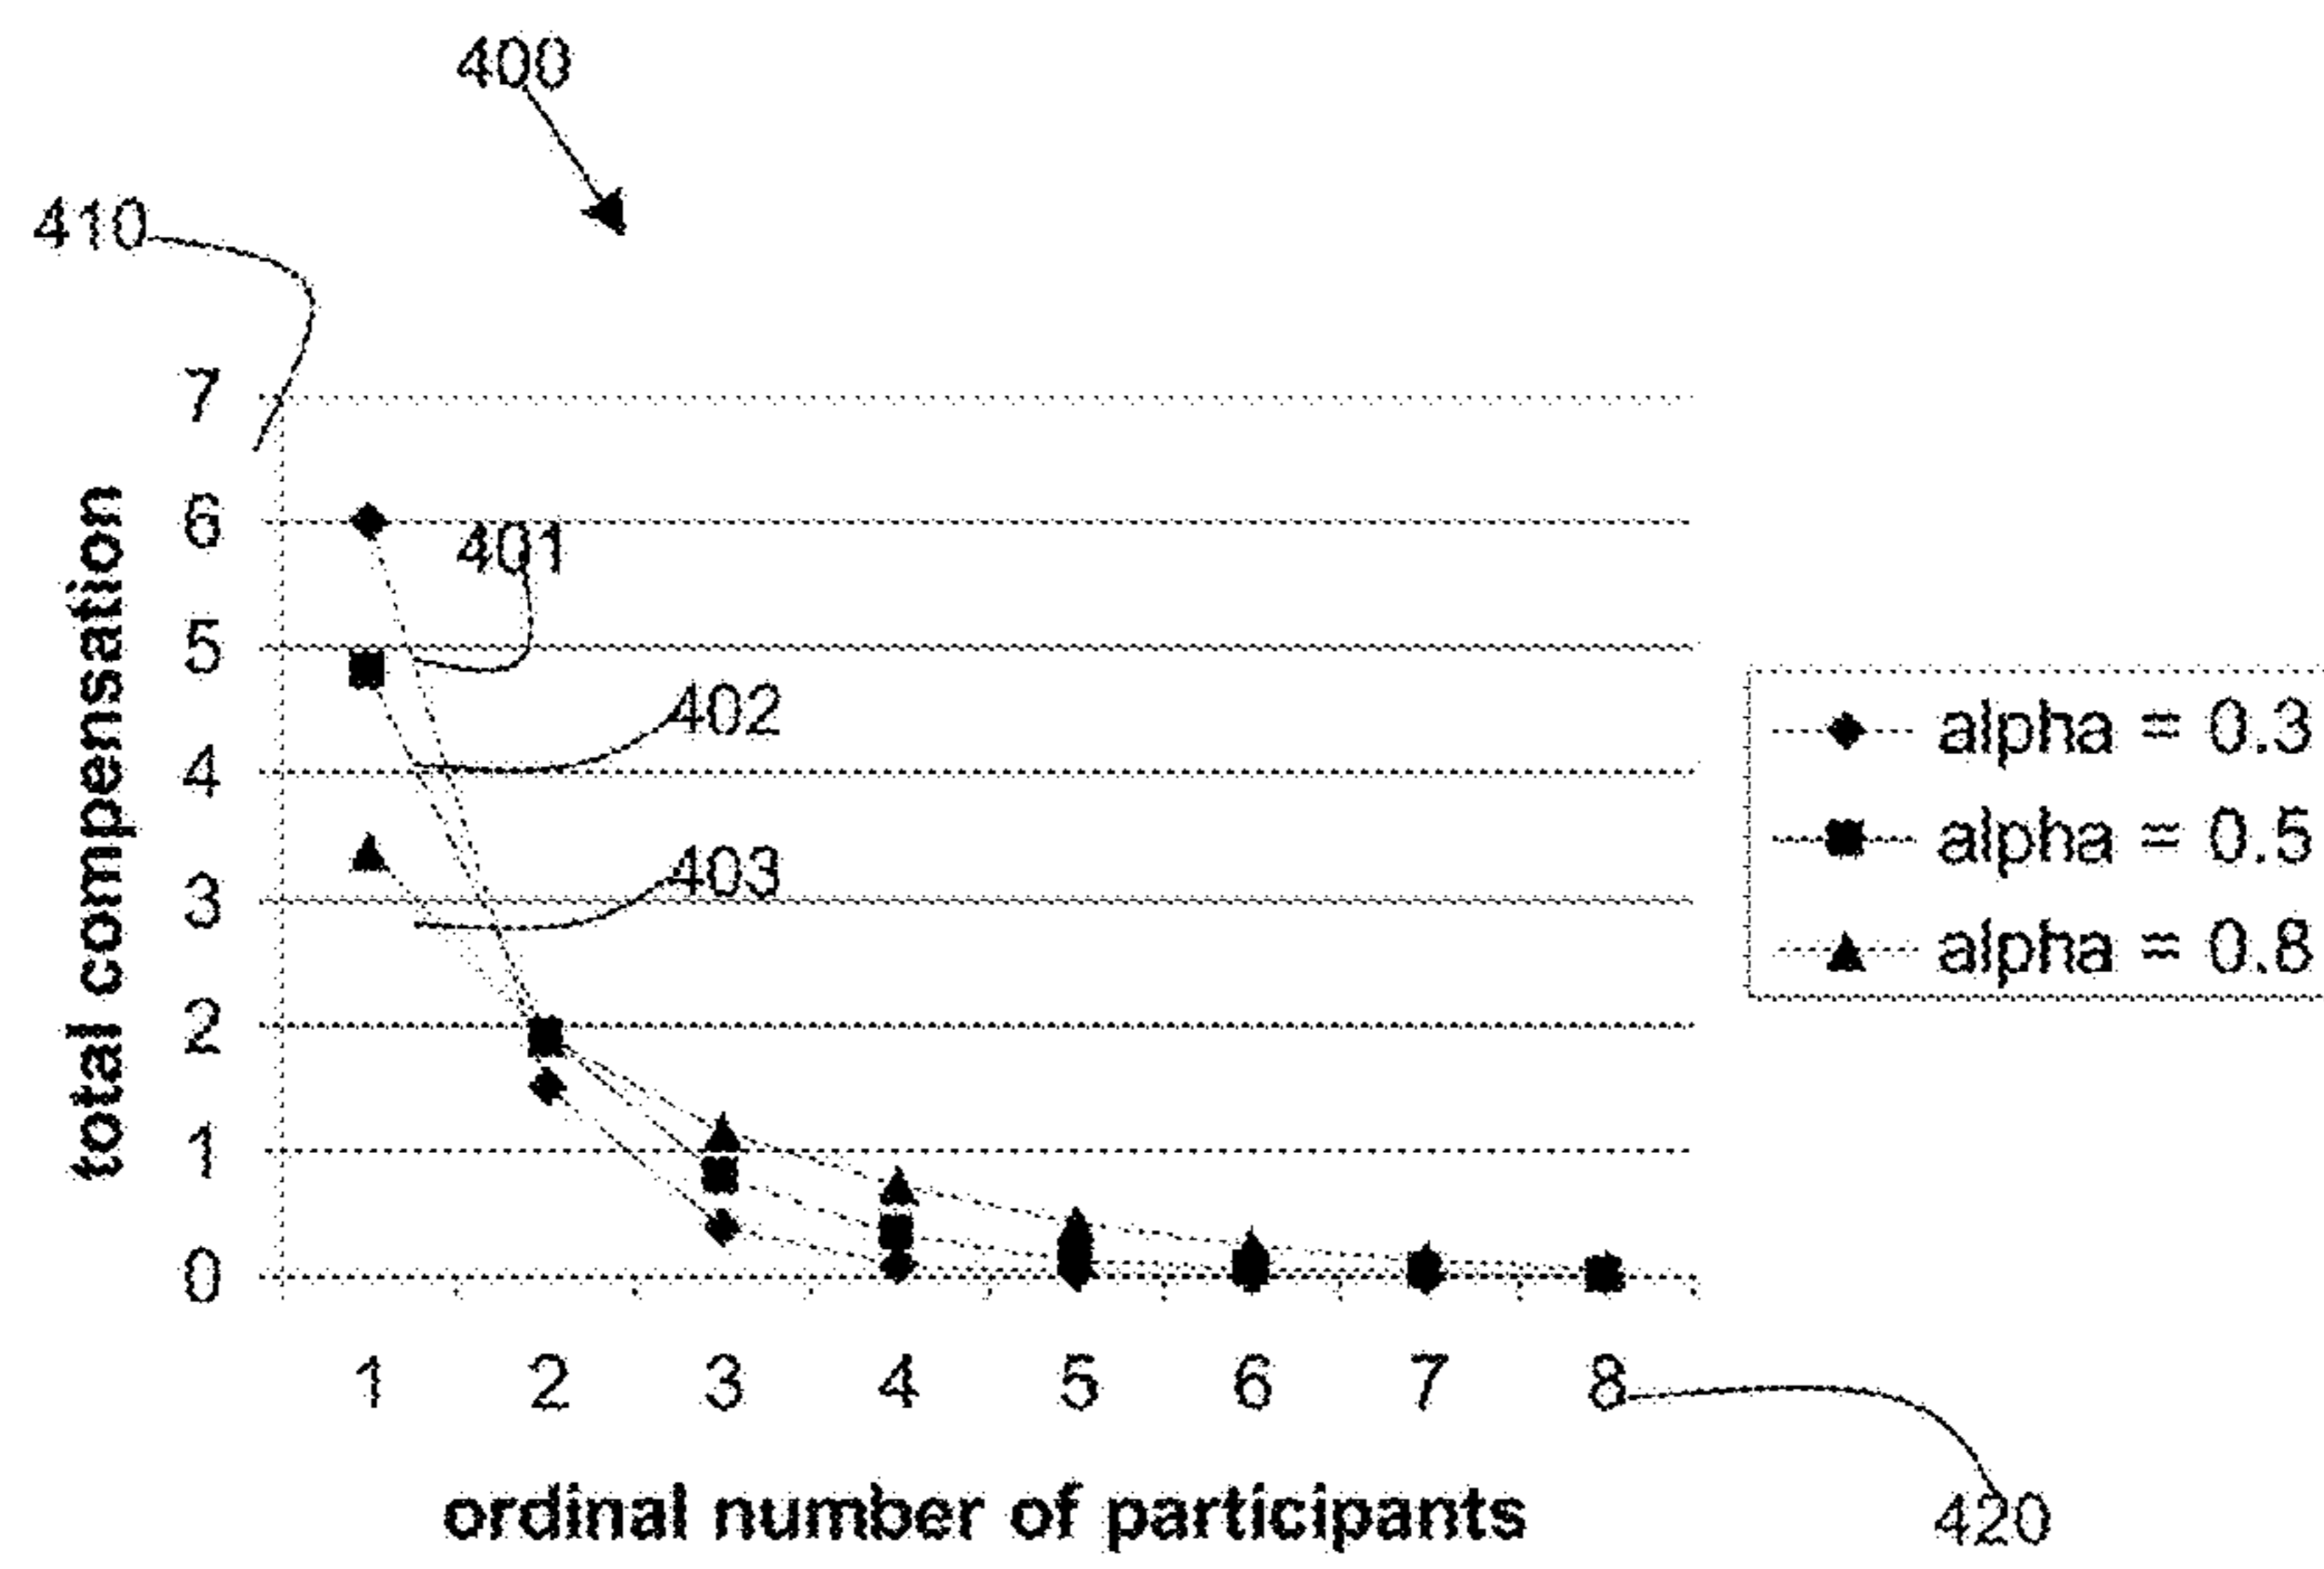 400
410
7
6
401
5
402
4
403
3
2
1
0
total compensation
alpha = 0.3
alpha = 0.5
alpha = 0.8
1 2 3 4 5 6 7 8
ordinal number of participants
420